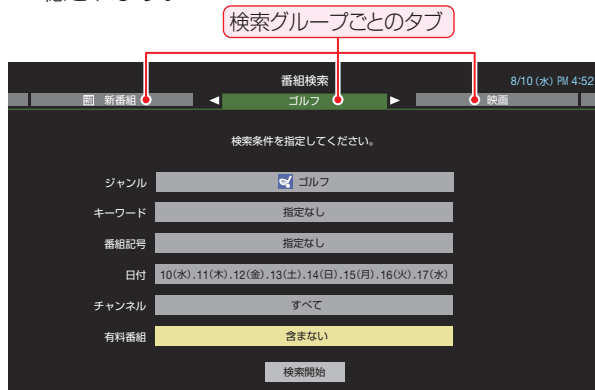 検索グループごとのタブ
番組検索 8/10 (水) PM 4:52
新 新番組 ◀ ゴルフ ▶ 映画
検索条件を指定してください。
ジャンル ゴルフ
キーワード 指定なし
番組記号 指定なし
日付 10(水).11(木).12(金).13(土).14(日).15(月).16(火).17(水)
チャンネル すべて
有料番組 含まない
検索開始